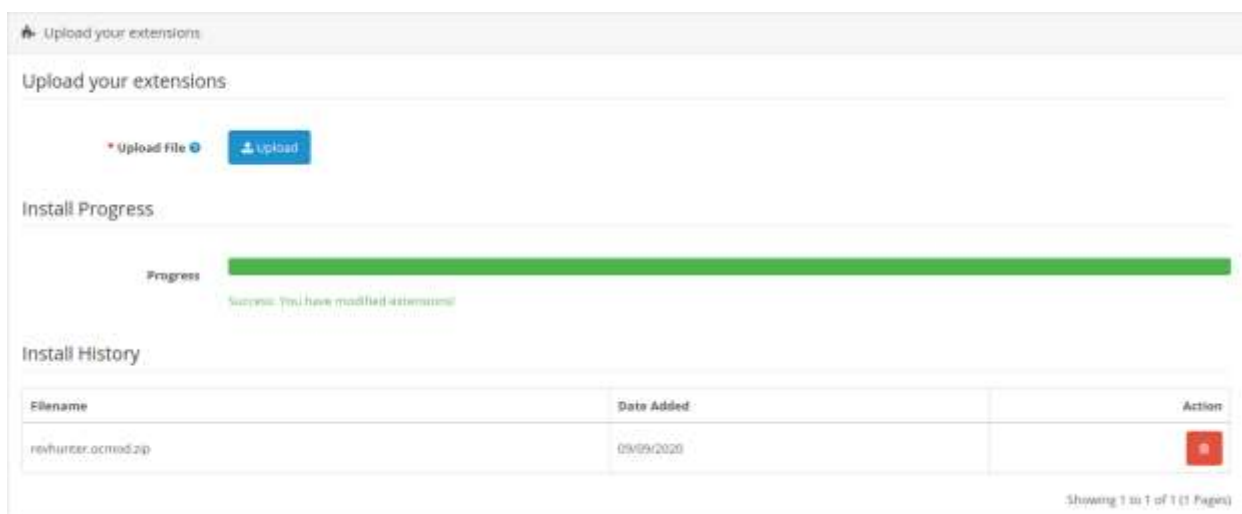 Upload your extensions
Upload your extensions
* Upload File
Upload
Install Progress
Progress
Success: You have modified extensions!
Install History
Filename Date Added Action
revhunter.ocmod.zip 09/09/2020
Showing 1 to 1 of 1 (1 Pages)